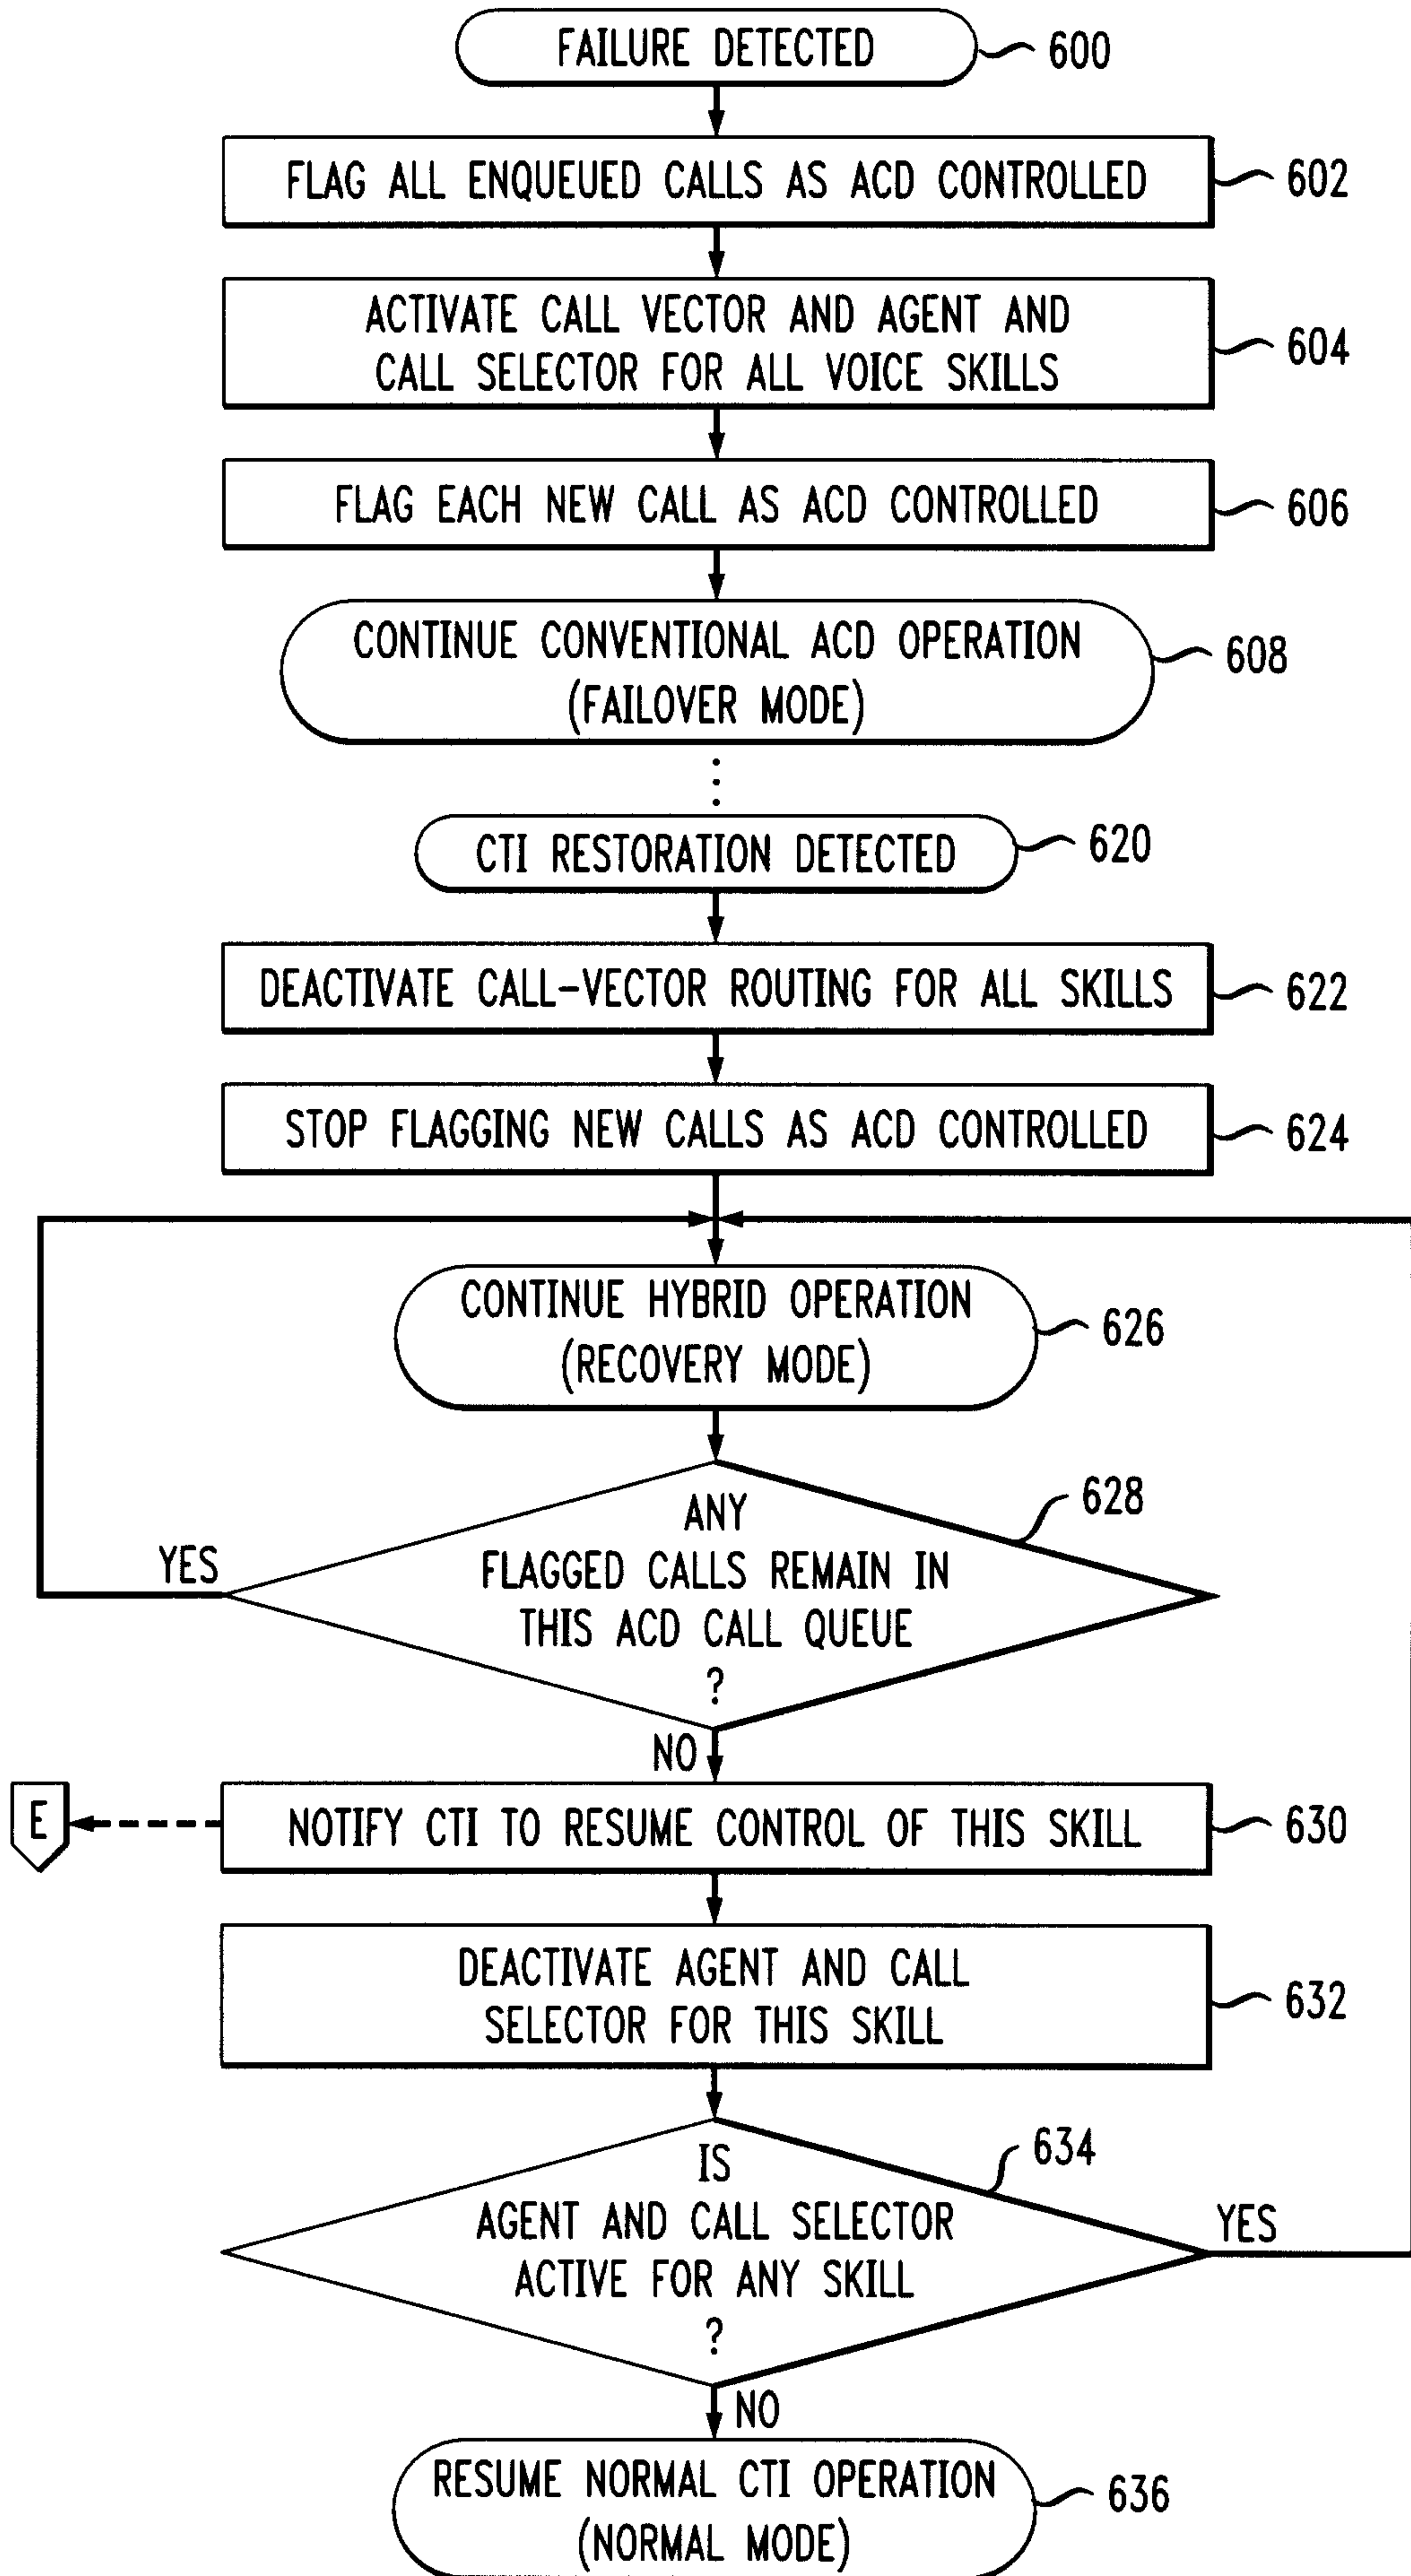 FAILURE DETECTED
600
FLAG ALL ENQUEUED CALLS AS ACD CONTROLLED
602
ACTIVATE CALL VECTOR AND AGENT AND
CALL SELECTOR FOR ALL VOICE SKILLS
604
FLAG EACH NEW CALL AS ACD CONTROLLED
606
CONTINUE CONVENTIONAL ACD OPERATION
(FAILOVER MODE)
608
CTI RESTORATION DETECTED
620
DEACTIVATE CALL-VECTOR ROUTING FOR ALL SKILLS
622
STOP FLAGGING NEW CALLS AS ACD CONTROLLED
624
CONTINUE HYBRID OPERATION
(RECOVERY MODE)
626
ANY
FLAGGED CALLS REMAIN IN
THIS ACD CALL QUEUE
?
628
YES
NO
E
NOTIFY CTI TO RESUME CONTROL OF THIS SKILL
630
DEACTIVATE AGENT AND CALL
SELECTOR FOR THIS SKILL
632
IS
AGENT AND CALL SELECTOR
ACTIVE FOR ANY SKILL
?
634
YES
NO
RESUME NORMAL CTI OPERATION
(NORMAL MODE)
636